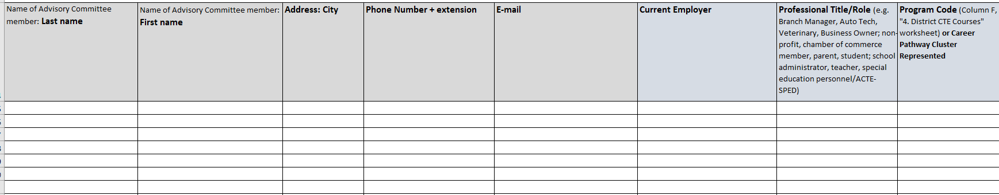 Name of Advisory Committee
member: Last name
Name of Advisory Committee member:
First name
Address: City
Phone Number + extension
E-mail
Current Employer
Professional Title/Role (e.g.
Branch Manager, Auto Tech,
Veterinary, Business Owner; non-
profit, chamber of commerce
member, parent, student; school
administrator, teacher, special
education personnel/ACTE-
SPED)
Program Code (Column F,
"4. District CTE Courses"
worksheet) or Career
Pathway Cluster
Represented